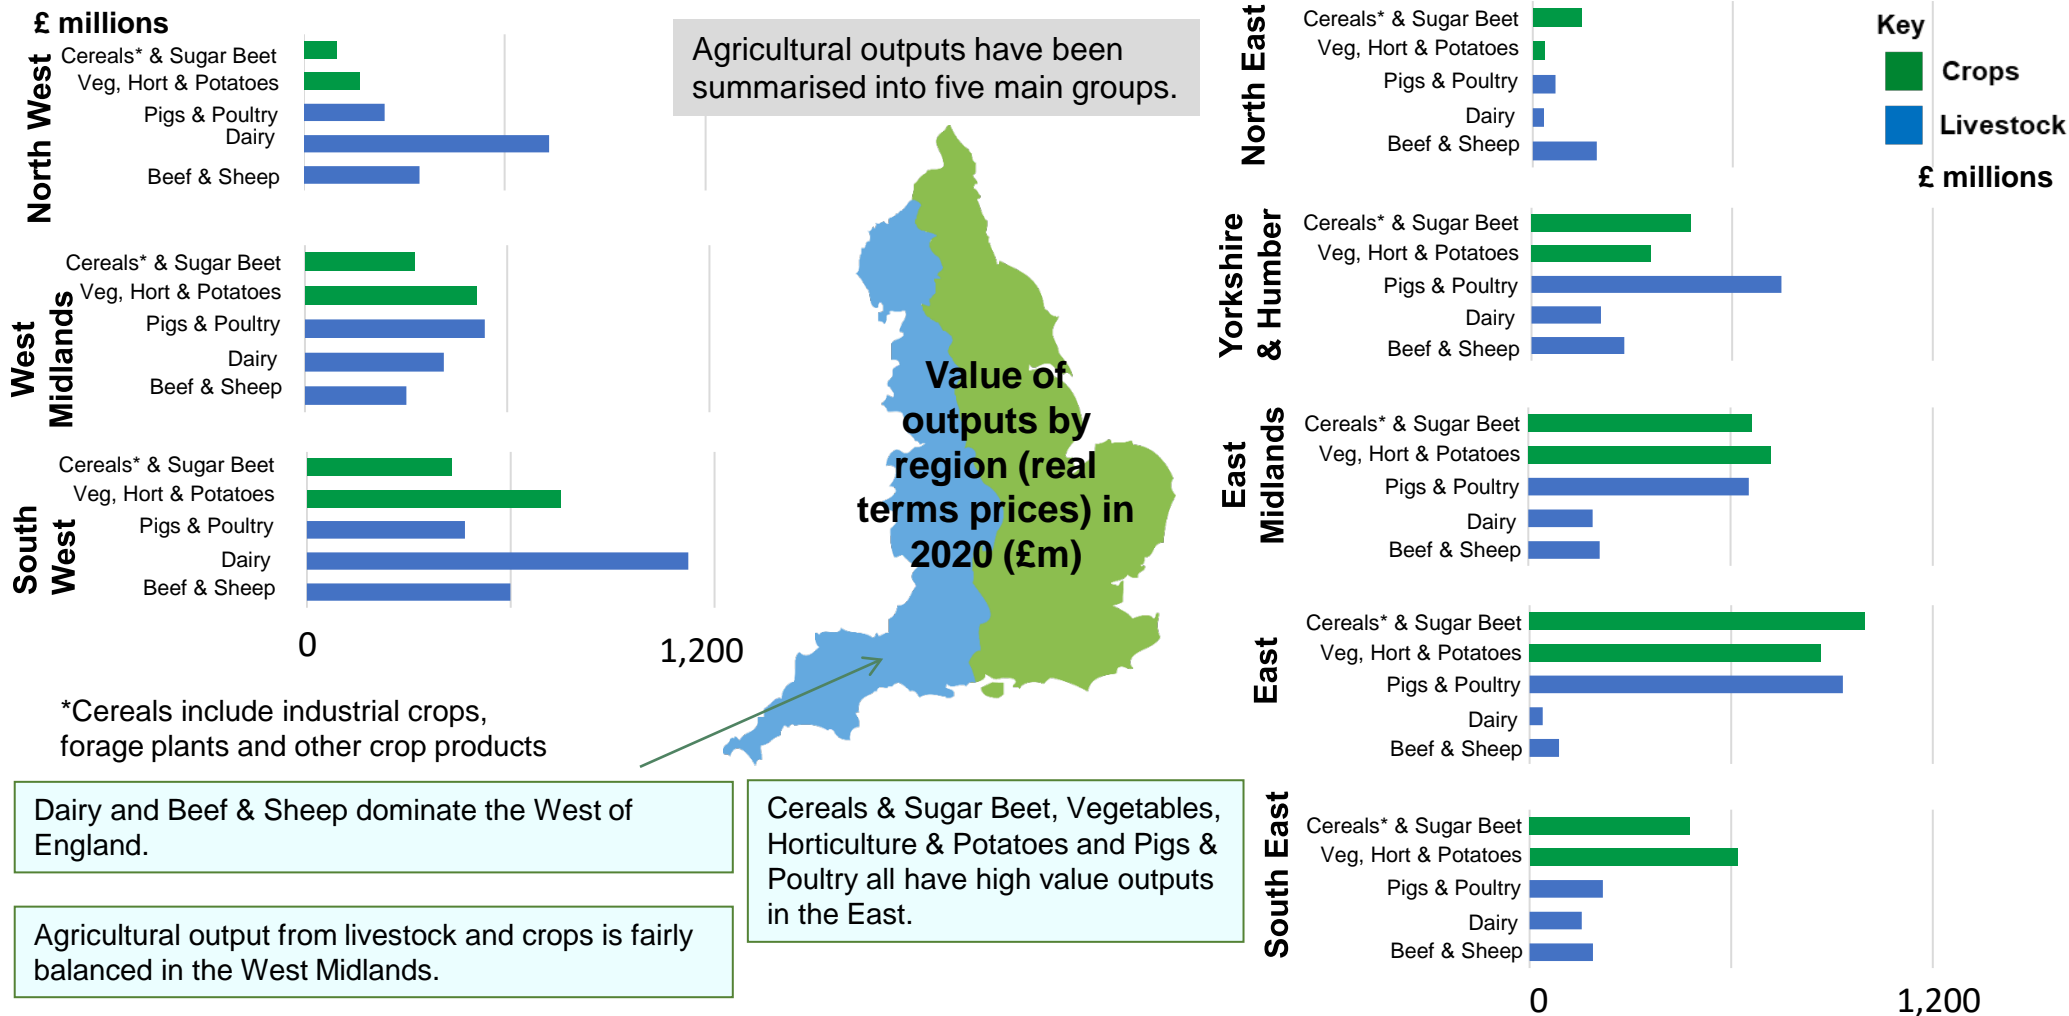 £ millions
North West
Cereals* & Sugar Beet
Veg, Hort & Potatoes
Pigs & Poultry
Dairy
Beef & Sheep
West
Midlands
Cereals* & Sugar Beet
Veg, Hort & Potatoes
Pigs & Poultry
Dairy
Beef & Sheep
South
West
Cereals* & Sugar Beet
Veg, Hort & Potatoes
Pigs & Poultry
Dairy
Beef & Sheep
0
1,200
*Cereals include industrial crops,
forage plants and other crop products
Dairy and Beef & Sheep dominate the West of
England.
Agricultural output from livestock and crops is fairly
balanced in the West Midlands.
Agricultural outputs have been
summarised into five main groups.
Value of
outputs by
region (real
terms prices) in
2020 (£m)
Cereals & Sugar Beet, Vegetables,
Horticulture & Potatoes and Pigs &
Poultry all have high value outputs
in the East.
North East
Cereals* & Sugar Beet
Veg, Hort & Potatoes
Pigs & Poultry
Dairy
Beef & Sheep
Key
Crops
Livestock
£ millions
Yorkshire
& Humber
Cereals* & Sugar Beet
Veg, Hort & Potatoes
Pigs & Poultry
Dairy
Beef & Sheep
East
Midlands
Cereals* & Sugar Beet
Veg, Hort & Potatoes
Pigs & Poultry
Dairy
Beef & Sheep
East
Cereals* & Sugar Beet
Veg, Hort & Potatoes
Pigs & Poultry
Dairy
Beef & Sheep
South East
Cereals* & Sugar Beet
Veg, Hort & Potatoes
Pigs & Poultry
Dairy
Beef & Sheep
0
1,200